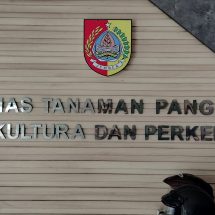 NAS TANAMAN PANG
KULTURA DAN PERKE